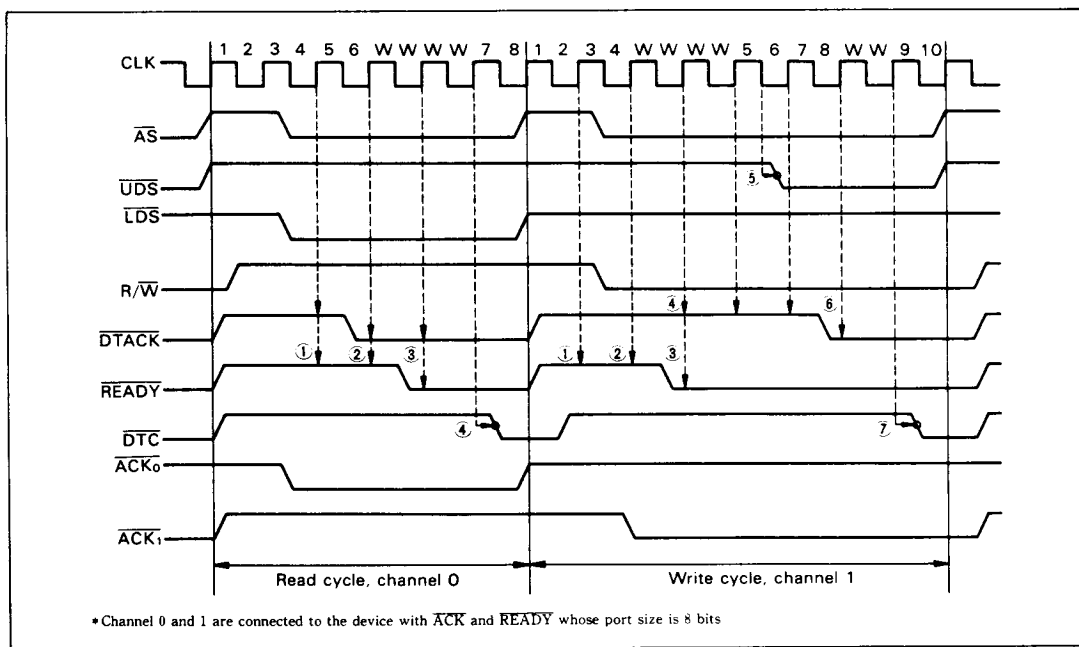 1 2 3 4 5 6 W W W W 7 8 1 2 3 4 W W W W 5 6 7 8 W W 9 10
CLK
AS
UDS
⑤
LDS
R/W
④ ⑥
DTACK
① ② ③ ① ② ③
READY
④ ⑦
DTC
ACK₀
ACK₁
Read cycle, channel 0 Write cycle, channel 1
*Channel 0 and 1 are connected to the device with ACK and READY whose port size is 8 bits